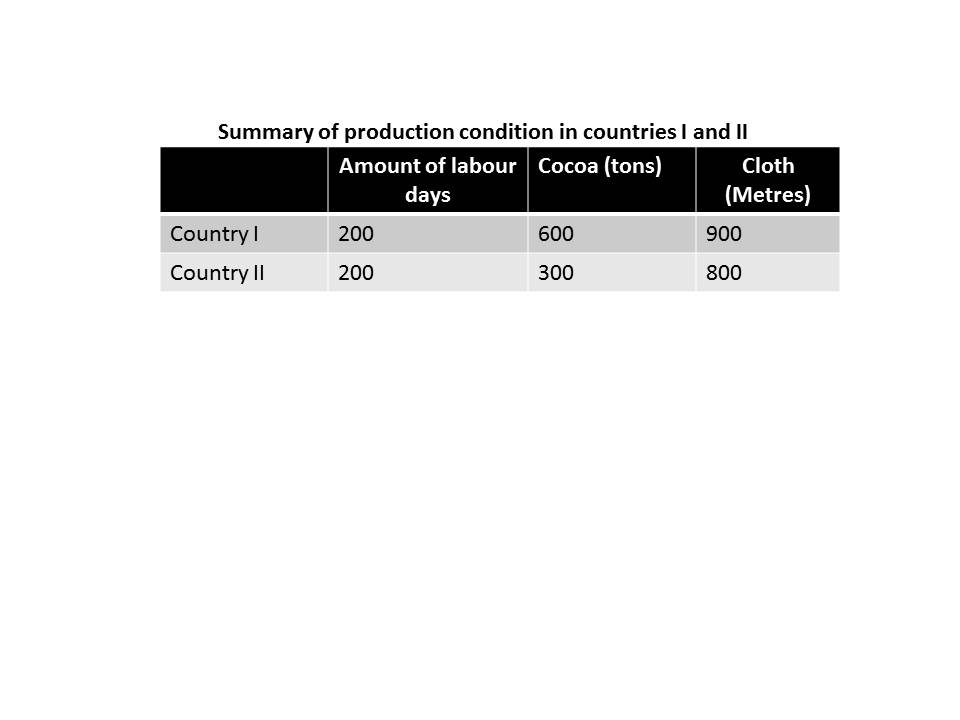 Summary of production condition in countries I and II
Amount of labour days Cocoa (tons) Cloth (Metres)
Country I 200 600 900
Country II 200 300 800